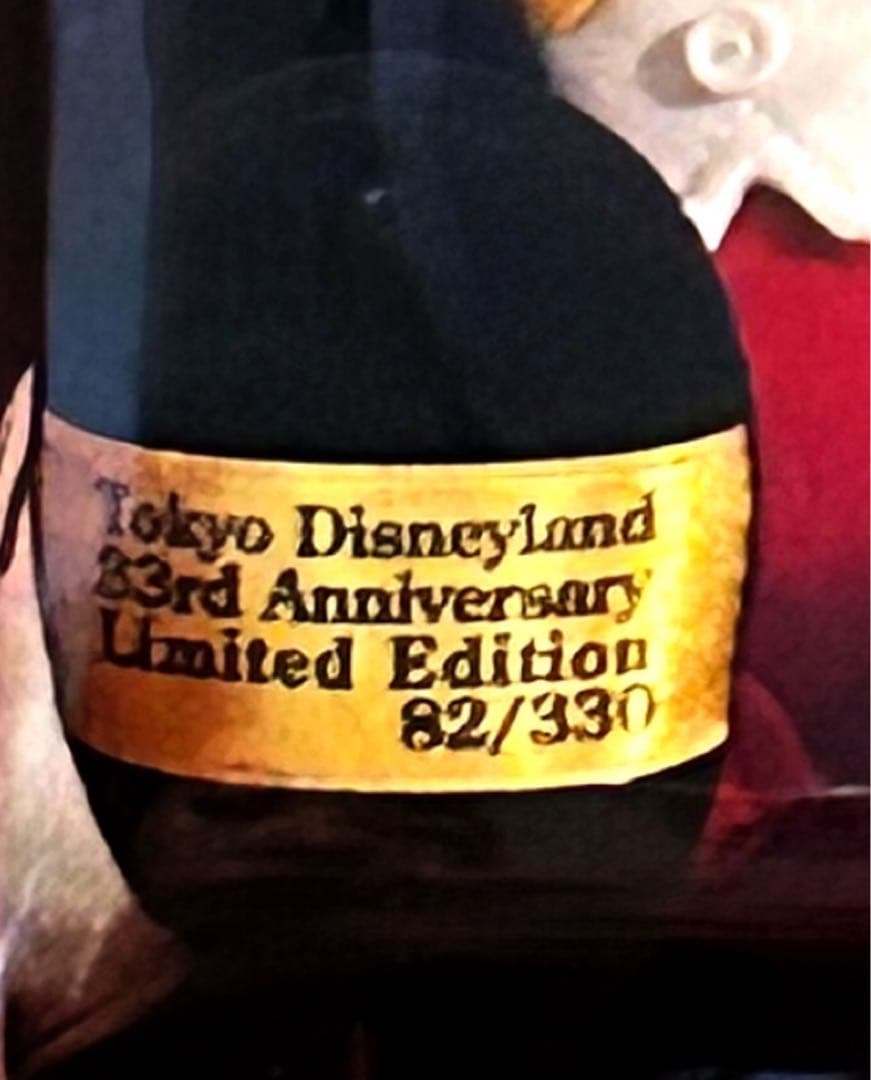 Tokyo Disneyland
33rd Anniversary
Limited Edition
82/330